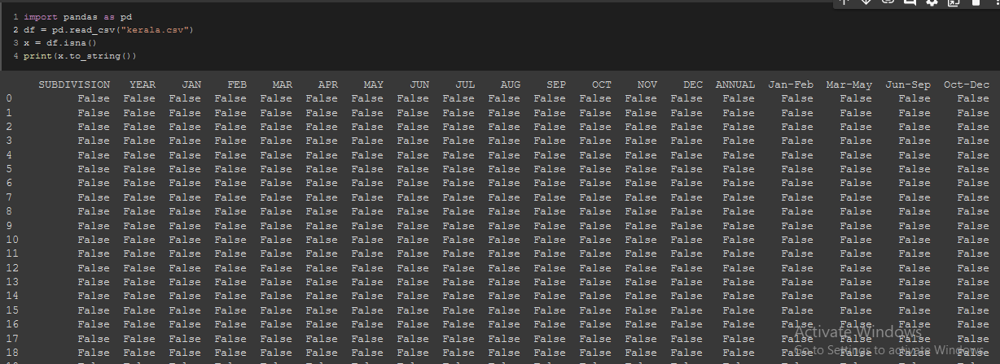 1 import pandas as pd
2 df = pd.read_csv("kerala.csv")
3 x = df.isna()
4 print(x.to_string())
SUBDIVISION YEAR JAN FEB MAR APR MAY JUN JUL AUG SEP OCT NOV DEC ANNUAL Jan-Feb Mar-May Jun-Sep Oct-Dec
0 False False False False False False False False False False False False False False False False False False False
1 False False False False False False False False False False False False False False False False False False False
2 False False False False False False False False False False False False False False False False False False False
3 False False False False False False False False False False False False False False False False False False False
4 False False False False False False False False False False False False False False False False False False False
5 False False False False False False False False False False False False False False False False False False False
6 False False False False False False False False False False False False False False False False False False False
7 False False False False False False False False False False False False False False False False False False False
8 False False False False False False False False False False False False False False False False False False False
9 False False False False False False False False False False False False False False False False False False False
10 False False False False False False False False False False False False False False False False False False False
11 False False False False False False False False False False False False False False False False False False False
12 False False False False False False False False False False False False False False False False False False False
13 False False False False False False False False False False False False False False False False False False False
14 False False False False False False False False False False False False False False False False False False False
15 False False False False False False False False False False False False False False False False False False False
16 False False False False False False False False False False False False False False False False False False False
17 False False False False False False False False False False False False False False False False False False False
18 False False False False False False False False False False False False False False False False False False False
Activate Windows
Go to Settings to activate Windows.